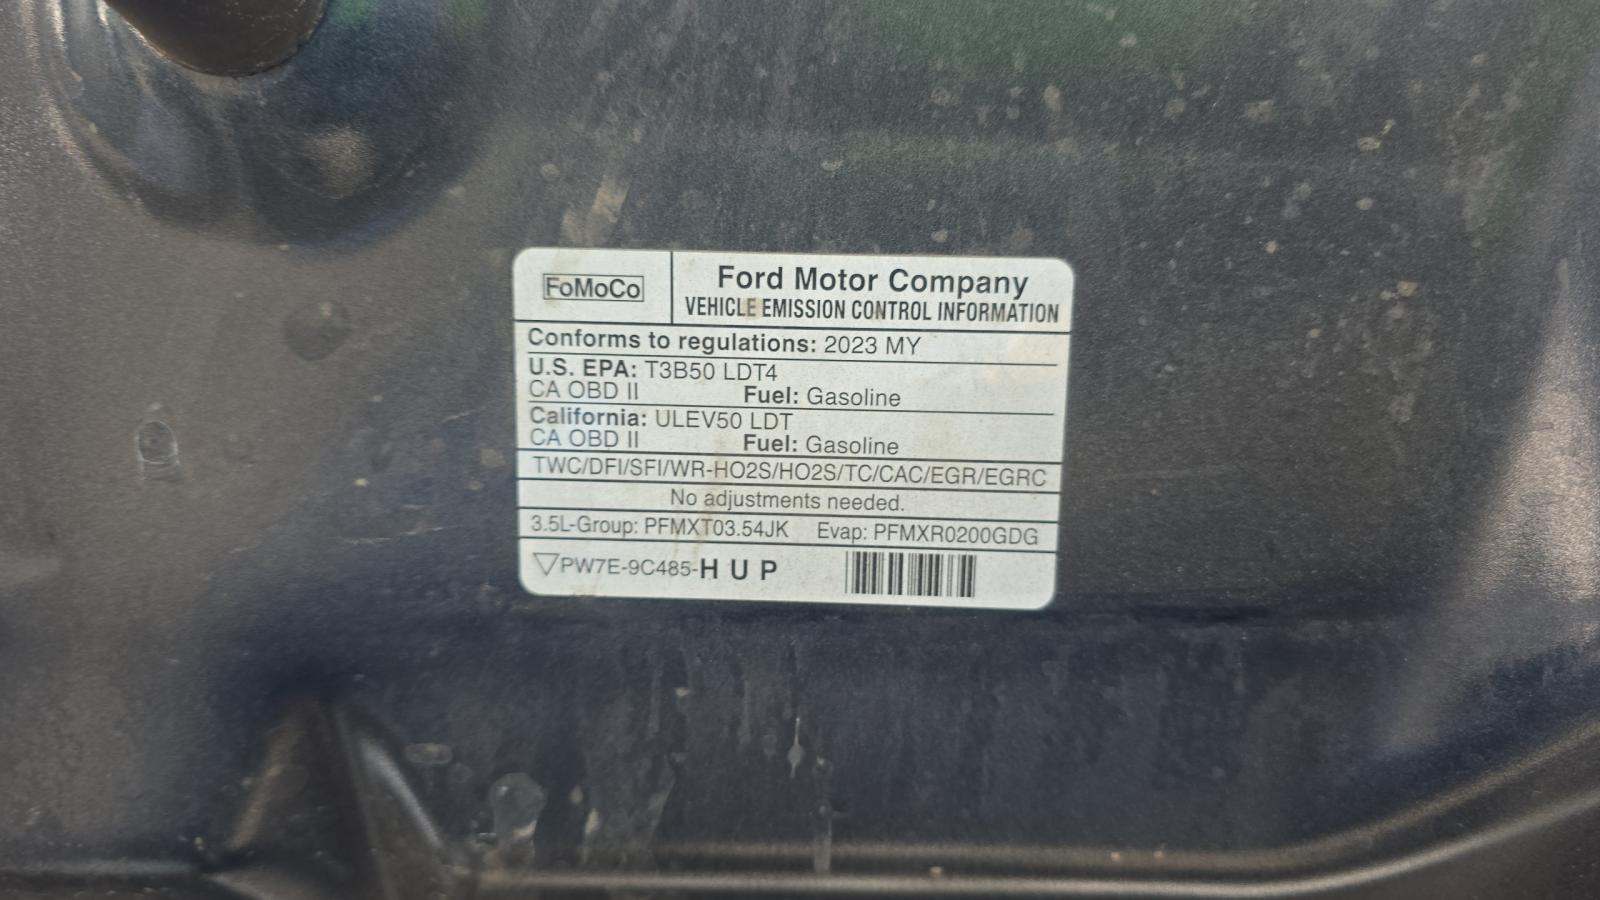 FoMoCo
Ford Motor Company
VEHICLE EMISSION CONTROL INFORMATION
Conforms to regulations: 2023 MY
U.S. EPA: T3B50 LDT4
CA OBD II Fuel: Gasoline
California: ULEV50 LDT
CA OBD II Fuel: Gasoline
TWC/DFI/SFI/WR-HO2S/HO2S/TC/CAC/EGR/EGRC
No adjustments needed.
3.5L-Group: PFMXT03.54JK Evap: PFMXR0200GDG
▽PW7E-9C485-H U P